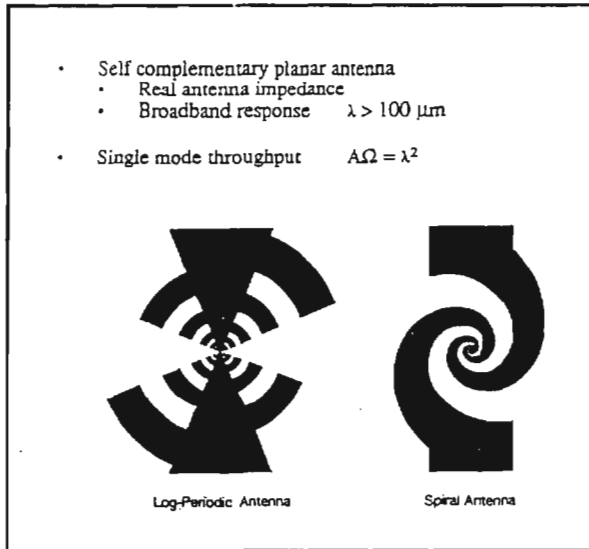 • Self complementary planar antenna
• Real antenna impedance
• Broadband response λ > 100 µm
• Single mode throughput AΩ = λ²
Log-Periodic Antenna
Spiral Antenna